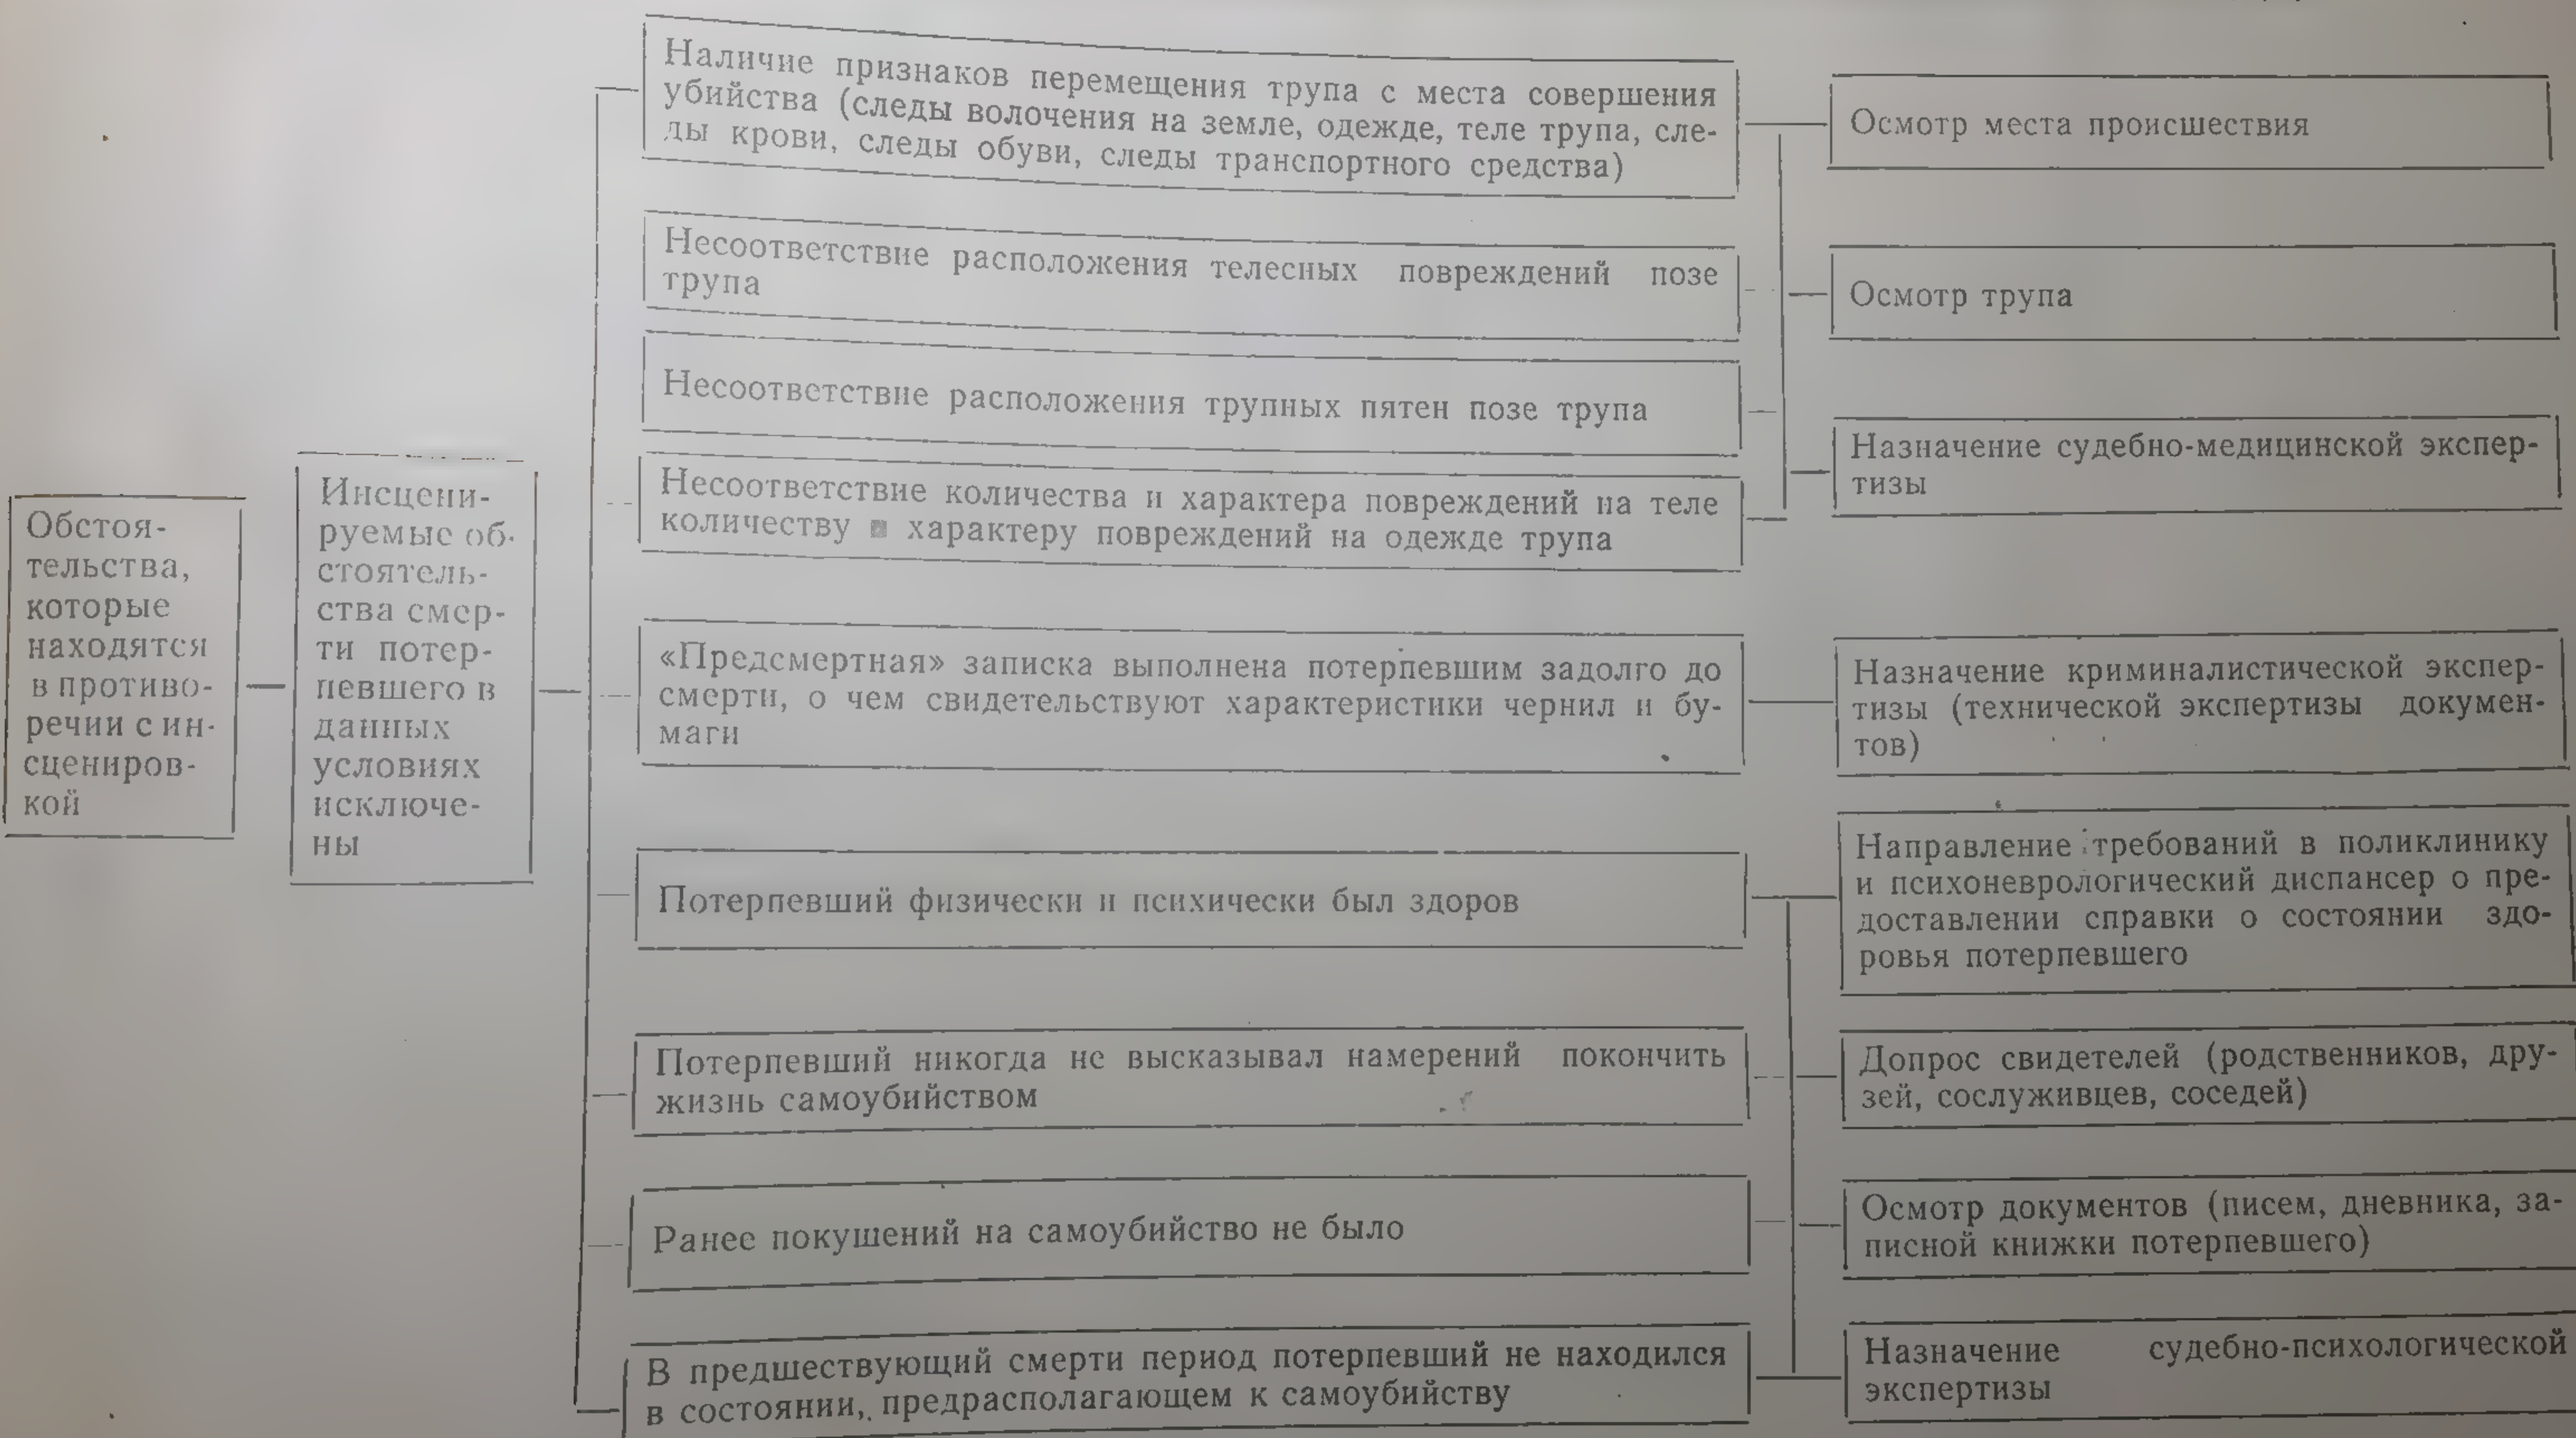 Обстоя-
тельства,
которые
находятся
в противо-
речии с ин-
сцениров-
кой
Инсцени-
руемые об-
стоятель-
ства смер-
ти потер-
певшего в
данных
условиях
исключе-
ны
Наличие признаков перемещения трупа с места совершения
убийства (следы волочения на земле, одежде, теле трупа, сле-
ды крови, следы обуви, следы транспортного средства)
Несоответствие расположения телесных повреждений позе
трупа
Несоответствие расположения трупных пятен позе трупа
Несоответствие количества и характера повреждений на теле
количеству характеру повреждений на одежде трупа
«Предсмертная» записка выполнена потерпевшим задолго до
смерти, о чем свидетельствуют характеристики чернил и бу-
маги
Потерпевший физически и психически был здоров
Потерпевший никогда не высказывал намерений покончить
жизнь самоубийством
Ранее покушений на самоубийство не было
В предшествующий смерти период потерпевший не находился
в состоянии, предрасполагающем к самоубийству
Осмотр места происшествия
Осмотр трупа
Назначение судебно-медицинской экспер-
тизы
Назначение криминалистической экспер-
тизы (технической экспертизы докумен-
тов)
Направление требований в поликлинику
и психоневрологический диспансер о пре-
доставлении справки о состоянии здо-
ровья потерпевшего
Допрос свидетелей (родственников, дру-
зей, сослуживцев, соседей)
Осмотр документов (писем, дневника, за-
писной книжки потерпевшего)
Назначение судебно-психологической
экспертизы